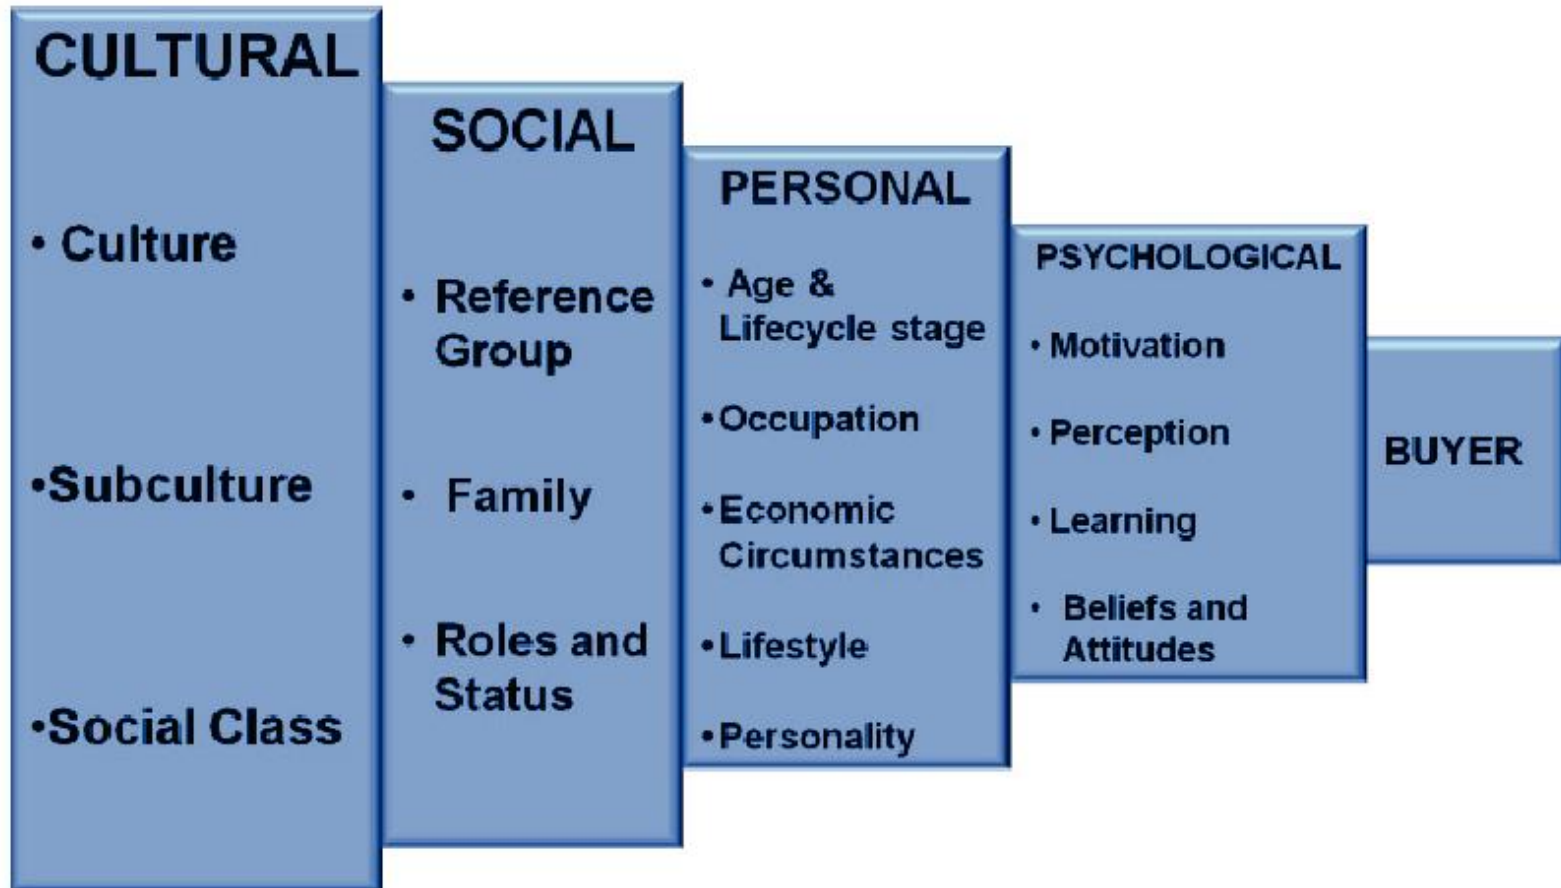 CULTURAL
• Culture
•Subculture
•Social Class
SOCIAL
• Reference
Group
• Family
• Roles and
Status
PERSONAL
• Age &
Lifecycle stage
•Occupation
•Economic
Circumstances
•Lifestyle
•Personality
PSYCHOLOGICAL
•Motivation
•Perception
•Learning
• Beliefs and
Attitudes
BUYER